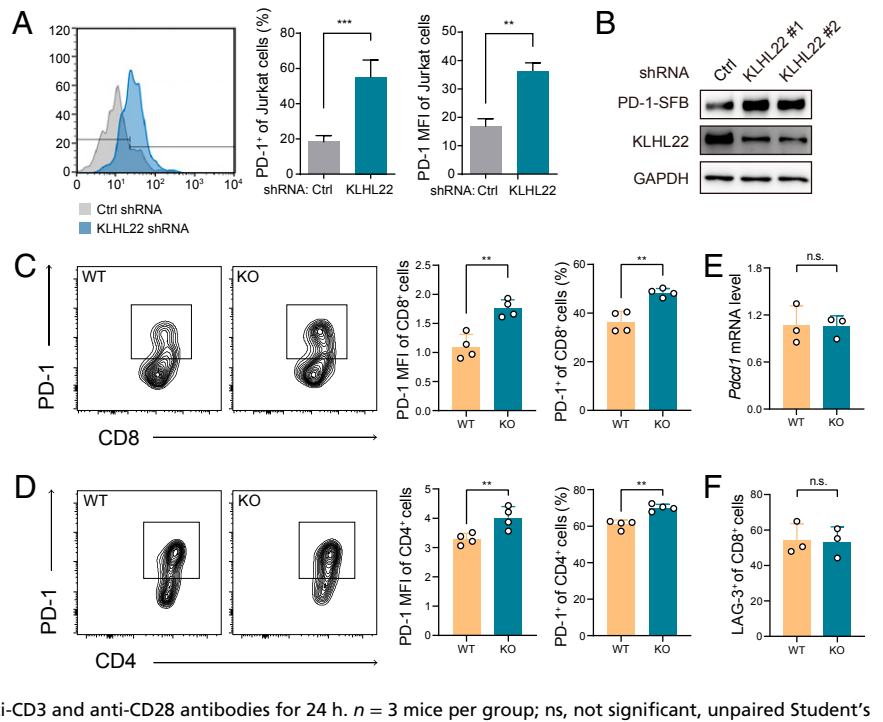 A
120
100
80
60
40
20
0
0 10¹ 10² 10³ 10⁴
Ctrl shRNA
KLHL22 shRNA
PD-1⁺ of Jurkat cells (%)
80
60
40
20
0
***
shRNA: Ctrl KLHL22
PD-1 MFI of Jurkat cells
50
40
30
20
10
0
**
shRNA: Ctrl KLHL22
B
shRNA Ctrl KLHL22 #1 KLHL22 #2
PD-1-SFB
KLHL22
GAPDH
C
WT
KO
PD-1
CD8
PD-1 MFI of CD8⁺ cells
2.5
2.0
1.5
1.0
0.5
0.0
**
WT KO
PD-1⁺ of CD8⁺ cells (%)
60
40
20
0
**
WT KO
E
Pdcd1 mRNA level
1.8
1.2
0.6
0.0
n.s.
WT KO
D
WT
KO
PD-1
CD4
PD-1 MFI of CD4⁺ cells
5
4
3
2
1
0
**
WT KO
PD-1⁺ of CD4⁺ cells (%)
80
60
40
20
0
**
WT KO
F
LAG-3⁺ of CD8⁺ cells
80
60
40
20
0
n.s.
WT KO
i-CD3 and anti-CD28 antibodies for 24 h. n = 3 mice per group; ns, not significant, unpaired Student's